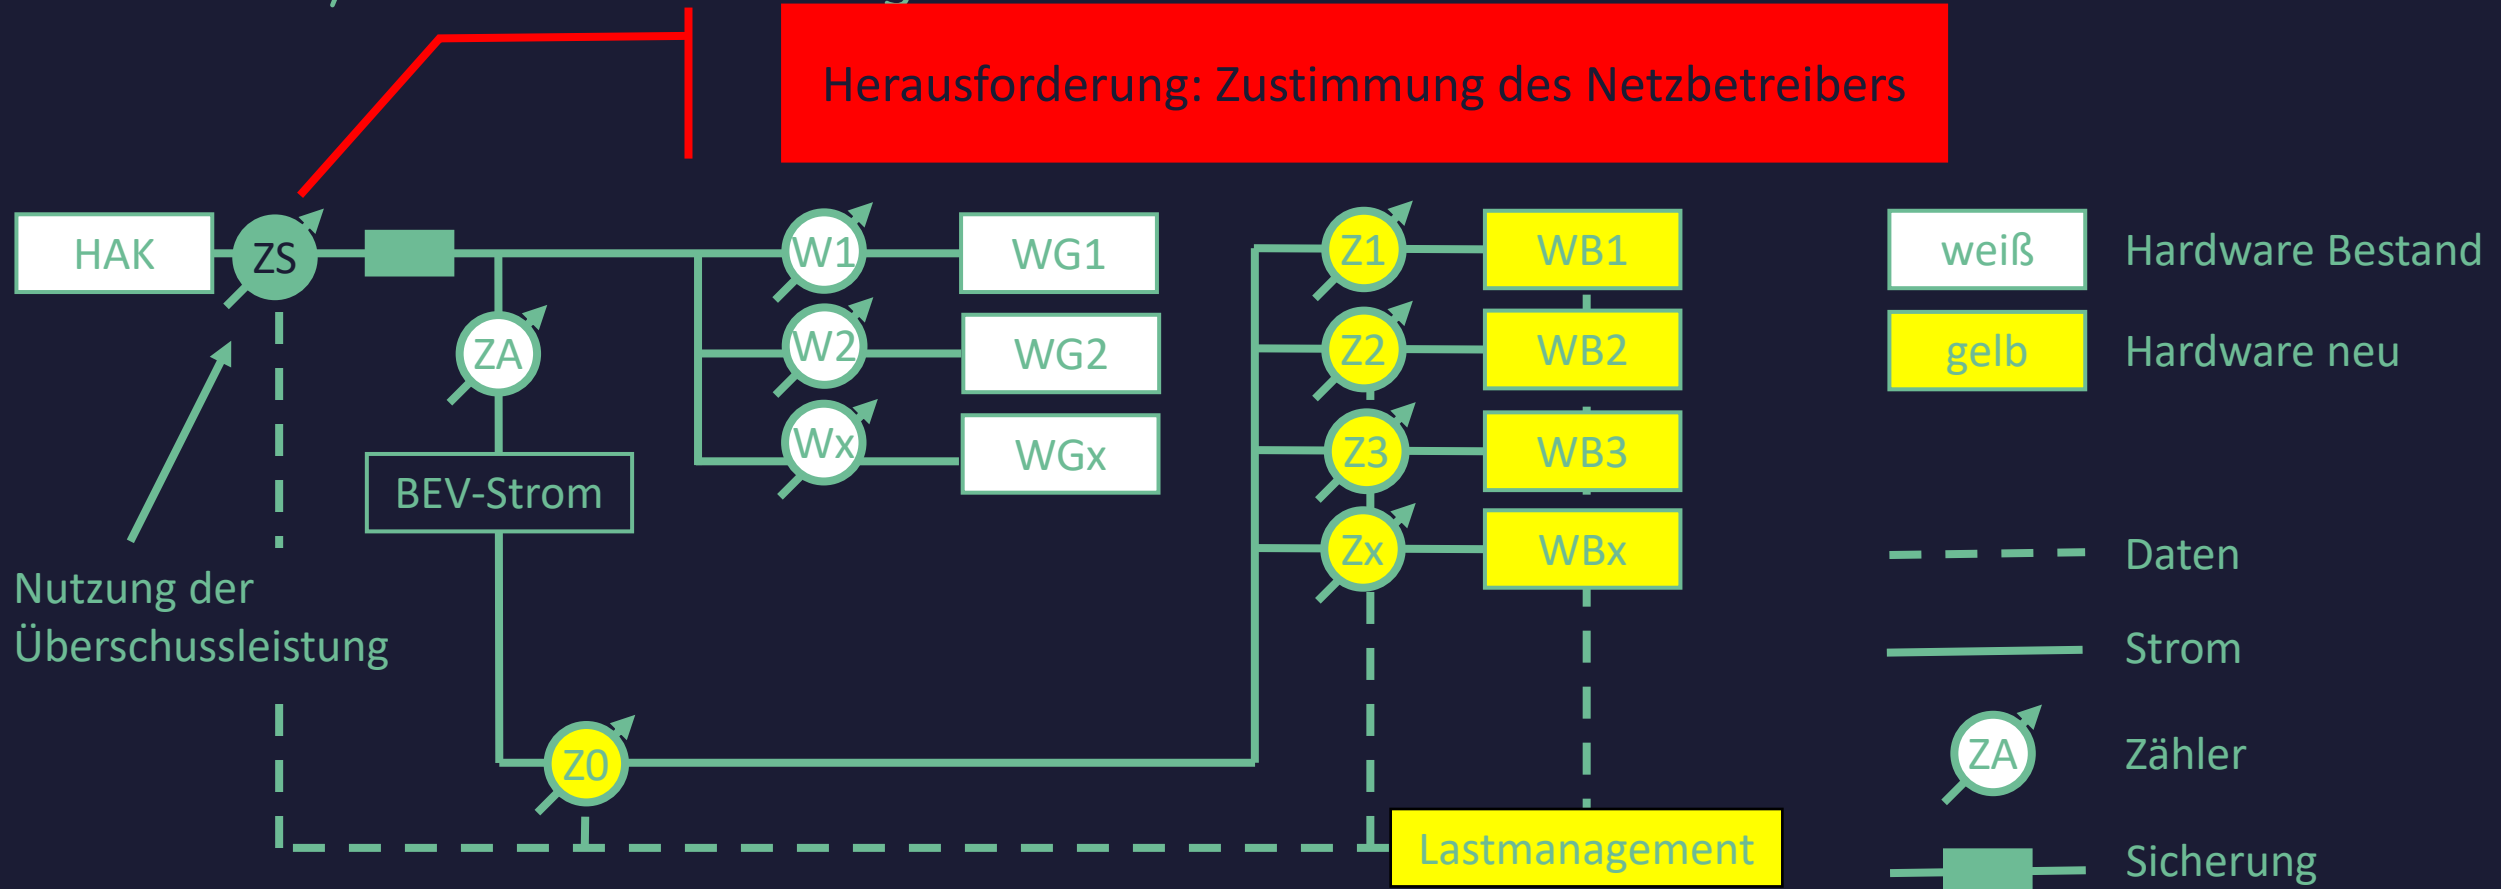 Herausforderung: Zustimmung des Netzbetreibers
HAK
ZS
W1
WG1
Z1
WB1
weiß
Hardware Bestand
ZA
W2
WG2
Z2
WB2
gelb
Hardware neu
Wx
WGx
Z3
WB3
BEV-Strom
Zx
WBx
Daten
Nutzung der
Überschussleistung
Strom
Z0
ZA
Zähler
Lastmanagement
Sicherung